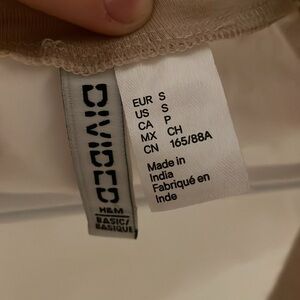 DIVIDED
H&M
BASIC/
BASIQUE
EUR S
US S
CA P
MX CH
CN 165/88A
Made in
India
Fabriqué en
Inde